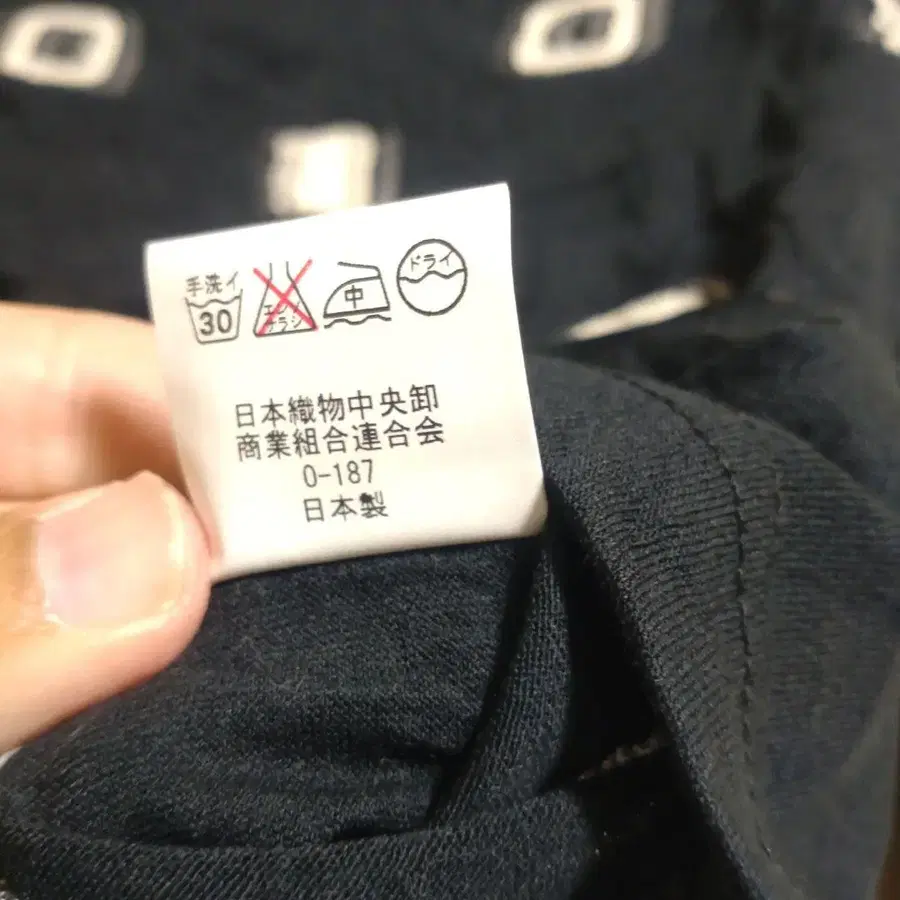 手洗イ
30
エンソ
サラシ
中
ドライ
日本織物中央卸
商業組合連合会
0-187
日本製